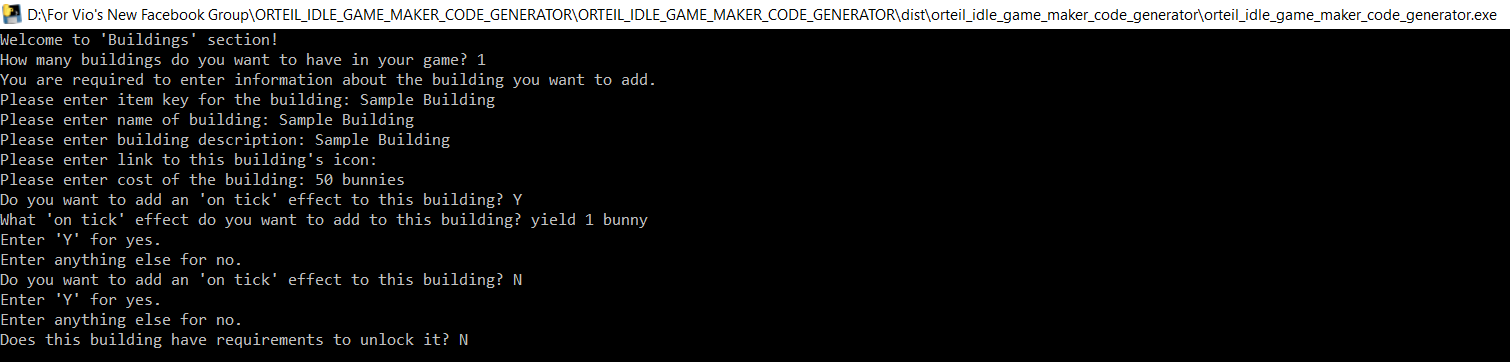 D:\For Vio's New Facebook Group\ORTEIL_IDLE_GAME_MAKER_CODE_GENERATOR\ORTEIL_IDLE_GAME_MAKER_CODE_GENERATOR\dist\orteil_idle_game_maker_code_generator\orteil_idle_game_maker_code_generator.exe
Welcome to 'Buildings' section!
How many buildings do you want to have in your game? 1
You are required to enter information about the building you want to add.
Please enter item key for the building: Sample Building
Please enter name of building: Sample Building
Please enter building description: Sample Building
Please enter link to this building's icon:
Please enter cost of the building: 50 bunnies
Do you want to add an 'on tick' effect to this building? Y
What 'on tick' effect do you want to add to this building? yield 1 bunny
Enter 'Y' for yes.
Enter anything else for no.
Do you want to add an 'on tick' effect to this building? N
Enter 'Y' for yes.
Enter anything else for no.
Does this building have requirements to unlock it? N